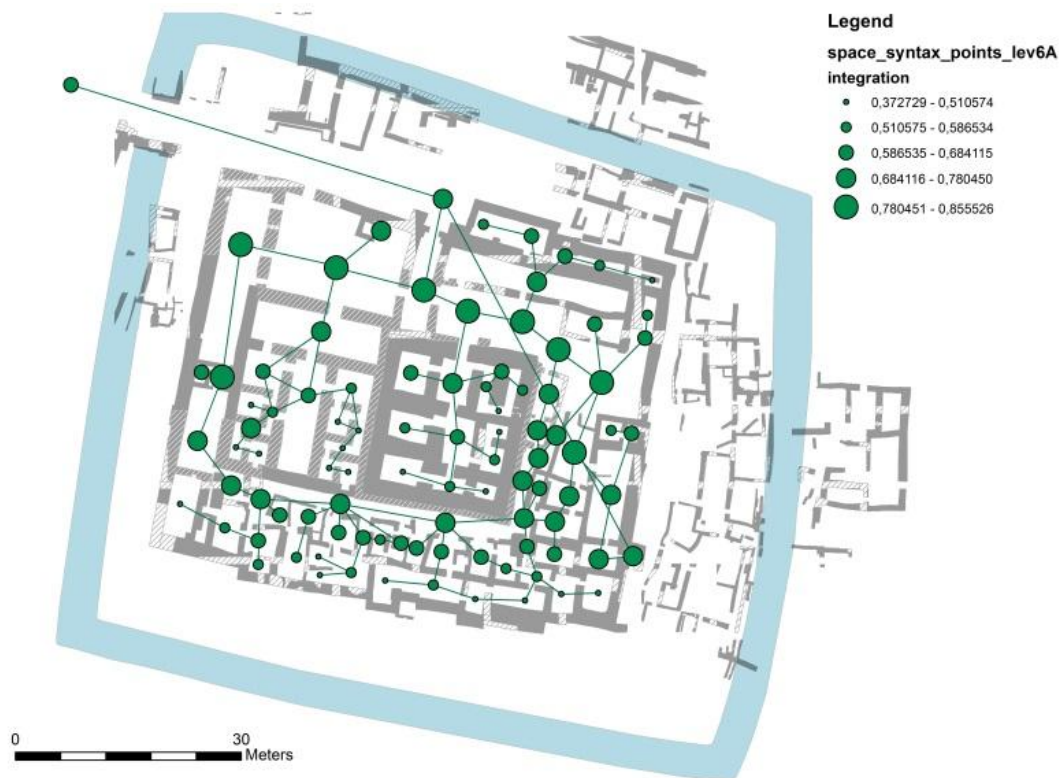 Legend
space_syntax_points_lev6A
integration
0,372729 - 0,510574
0,510575 - 0,586534
0,586535 - 0,684115
0,684116 - 0,780450
0,780451 - 0,855526
0 30
Meters